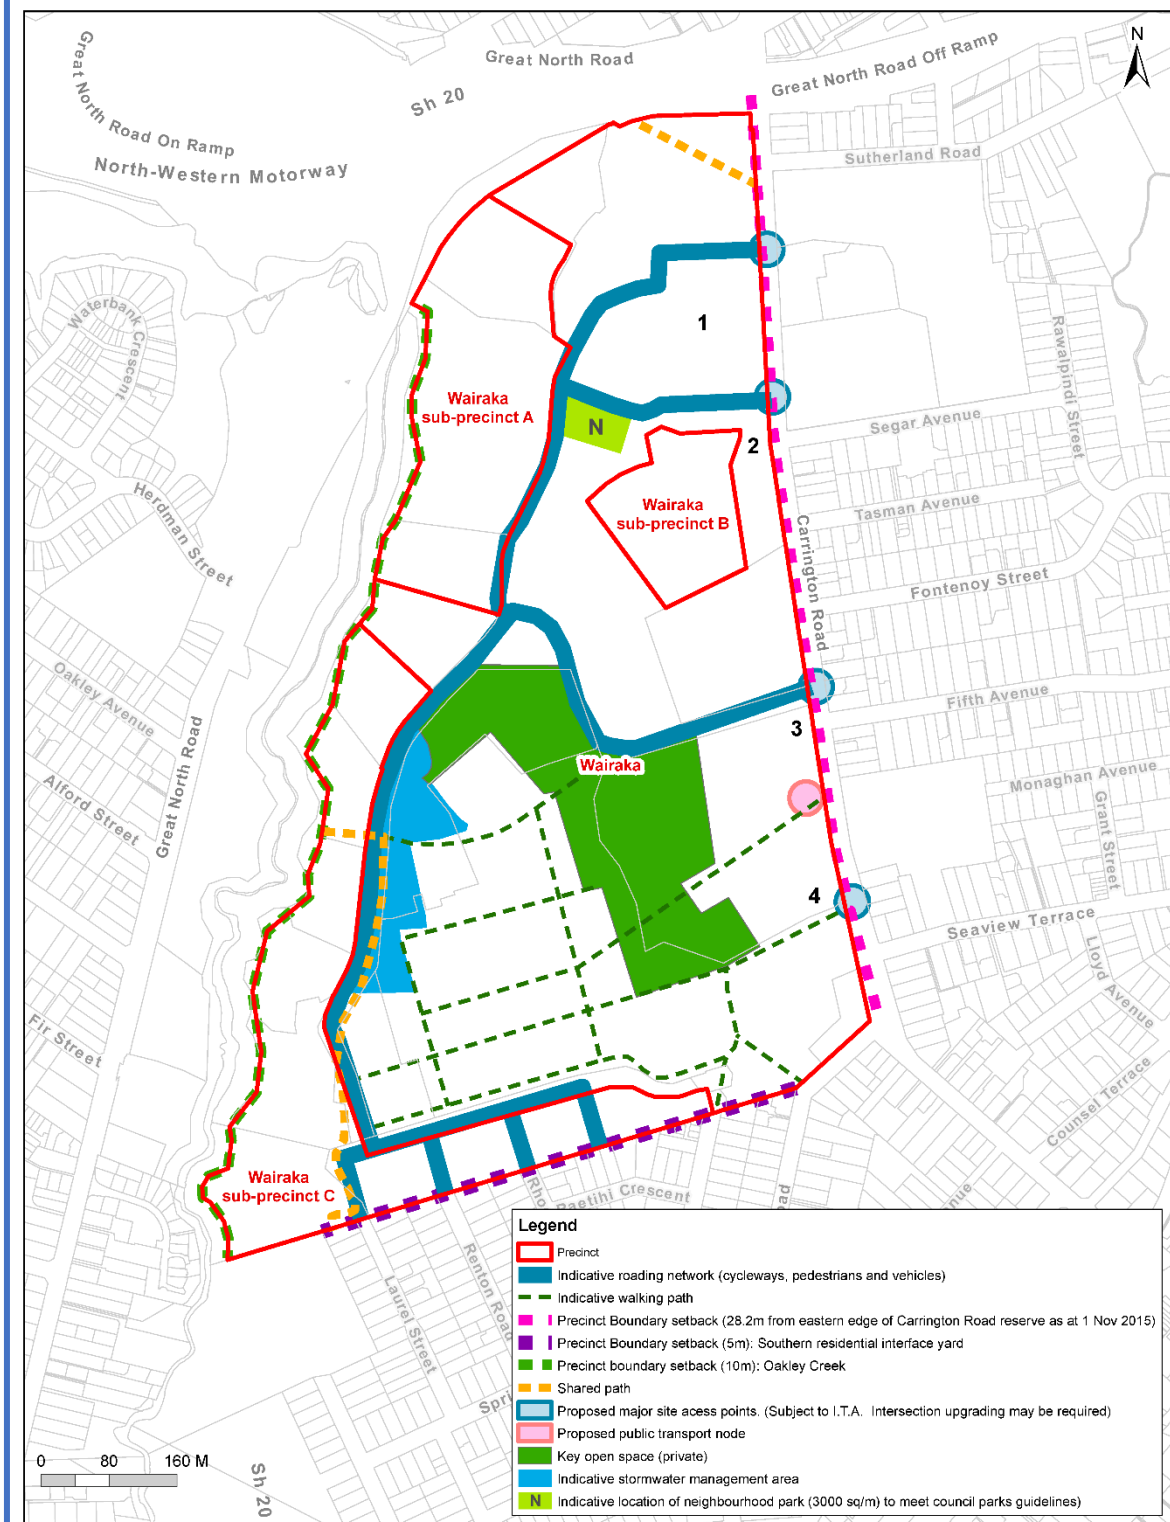 Great North Road
Great North Road Off Ramp
N
Great North Road On Ramp
Sh 20
North-Western Motorway
Sutherland Road
Waterbank Crescent
Rawalpindi Street
1
Wairaka
sub-precinct A
Segar Avenue
N
2
Herdman Street
Wairaka
sub-precinct B
Tasman Avenue
Carrington Road
Fontenoy Street
Oakley Avenue
Fifth Avenue
Great North Road
3
Wairaka
Monaghan Avenue
Alford Street
Grant Street
4
Seaview Terrace
Lloyd Avenue
Fir Street
Counsel Terrace
Wairaka
sub-precinct C
Rho
Paetihi Crescent
Road
enue
Renton Road
Laurel Street
Spri
Sh 20
0 80 160 M
Legend
Precinct
Indicative roading network (cycleways, pedestrians and vehicles)
Indicative walking path
Precinct Boundary setback (28.2m from eastern edge of Carrington Road reserve as at 1 Nov 2015)
Precinct Boundary setback (5m): Southern residential interface yard
Precinct boundary setback (10m): Oakley Creek
Shared path
Proposed major site acess points. (Subject to I.T.A. Intersection upgrading may be required)
Proposed public transport node
Key open space (private)
Indicative stormwater management area
N Indicative location of neighbourhood park (3000 sq/m) to meet council parks guidelines)